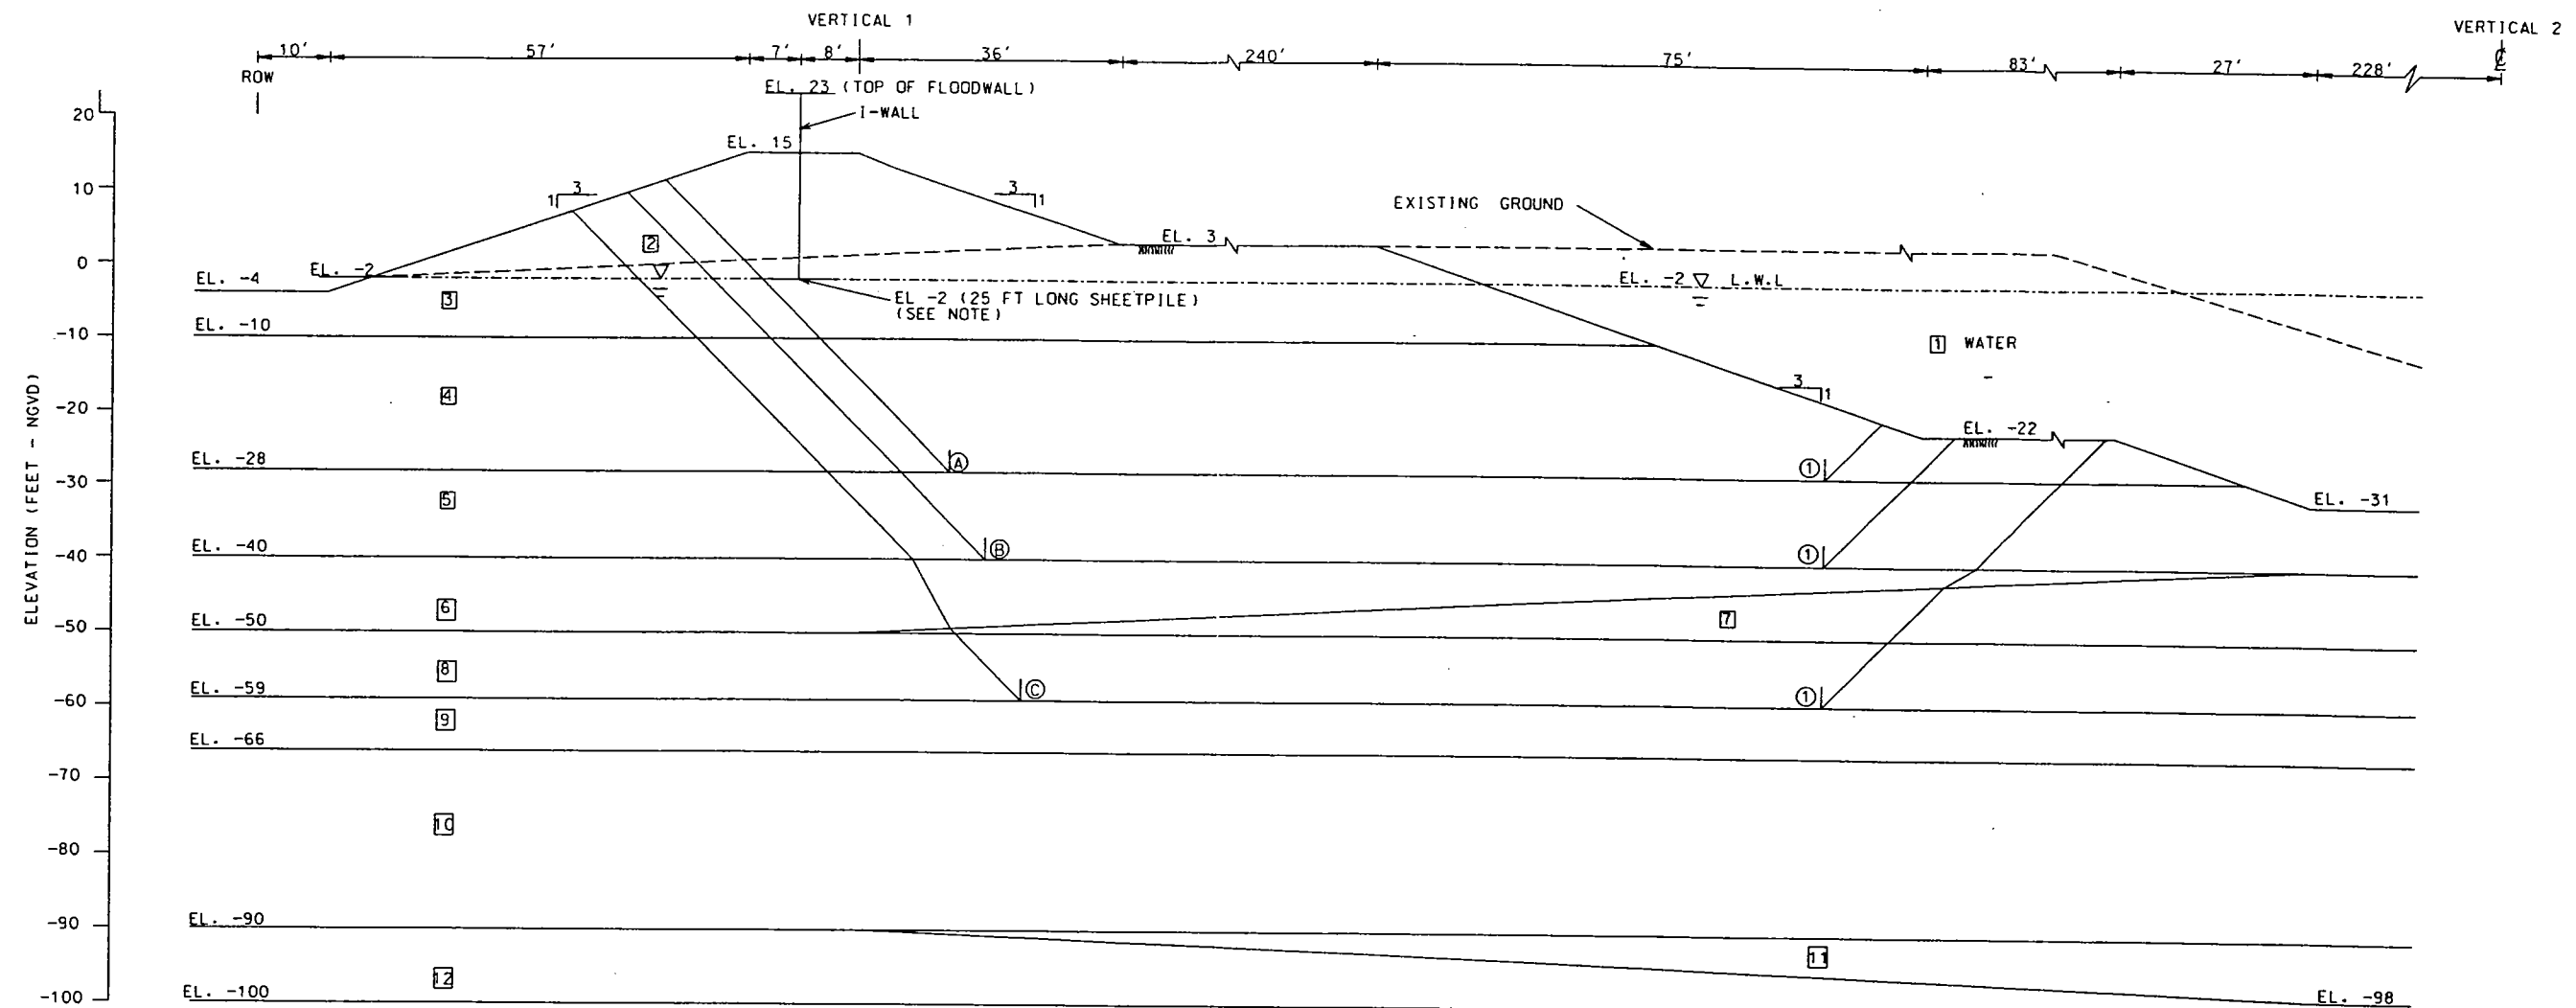 VERTICAL 1
VERTICAL 2
10'
57'
7'
8'
36'
240'
75'
83'
27'
228'
ROW
℄
EL. 23 (TOP OF FLOODWALL)
I-WALL
EL. 15
3
1
3
1
EXISTING GROUND
2
EL. 3
EL. -2
EL. -4
EL. -2
L.W.L
3
EL -2 (25 FT LONG SHEETPILE)
(SEE NOTE)
EL. -10
1 WATER
4
3
1
EL. -22
EL. -28
A
1
5
EL. -31
EL. -40
B
1
6
7
EL. -50
8
EL. -59
C
1
9
EL. -66
10
EL. -90
11
12
EL. -100
EL. -98
ELEVATION (FEET - NGVD)
20
10
0
-10
-20
-30
-40
-50
-60
-70
-80
-90
-100